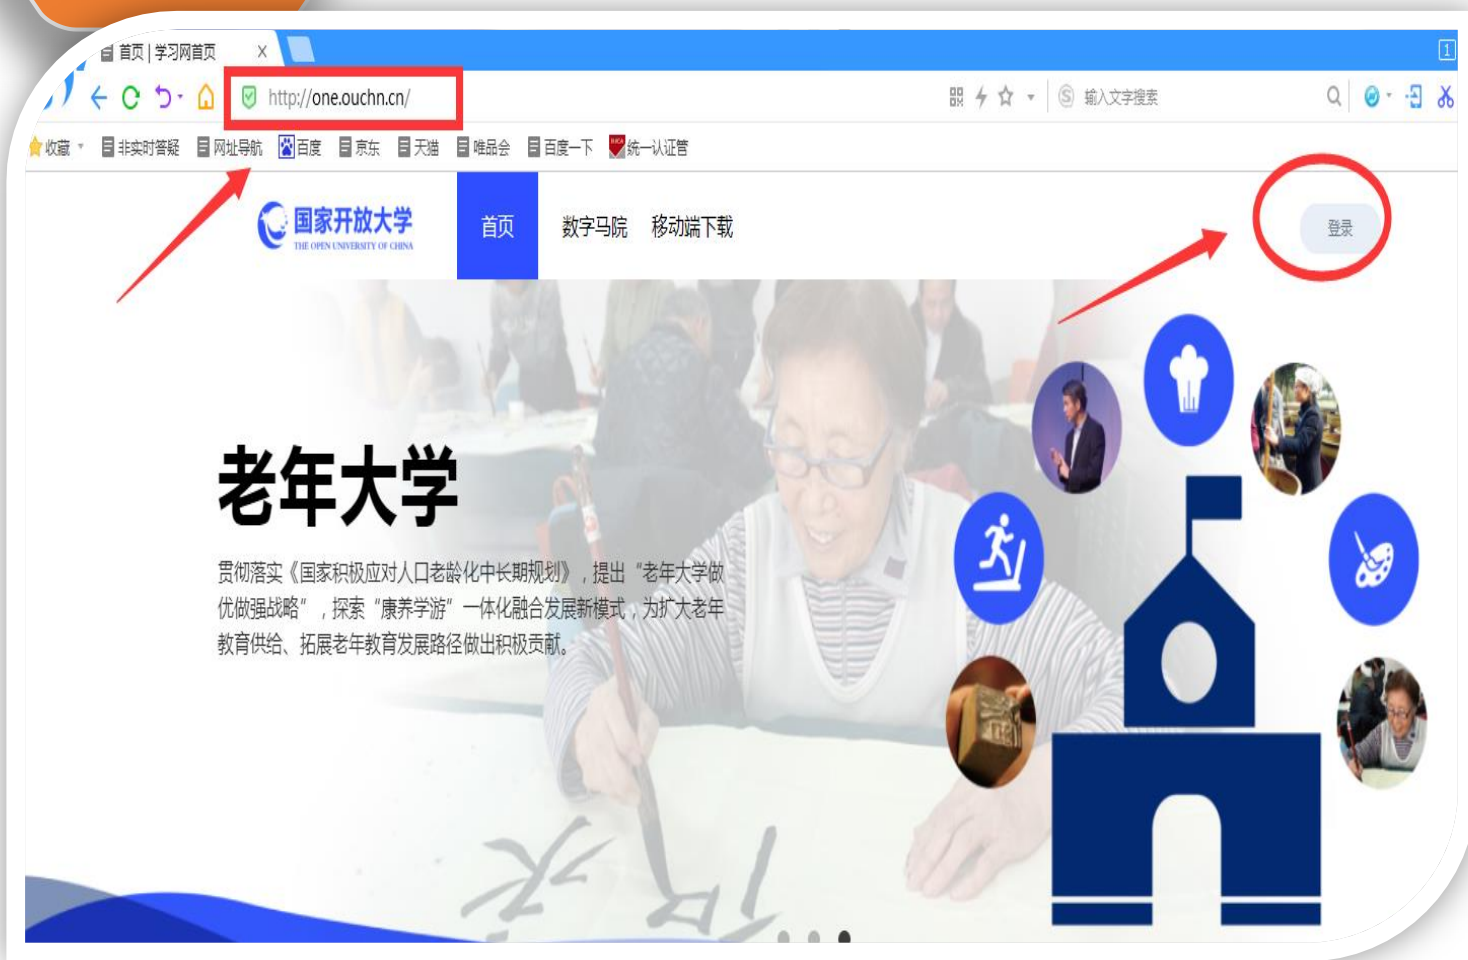 首页 | 学习网首页 X
1
http://one.ouchn.cn/
输入文字搜索
收藏 非实时答疑 网址导航 百度 京东 天猫 唯品会 百度一下 统一认证管
国家开放大学
THE OPEN UNIVERSITY OF CHINA
首页 数字马院 移动端下载
登录
老年大学
贯彻落实《国家积极应对人口老龄化中长期规划》，提出“老年大学做
优做强战略”，探索“康养学游”一体化融合发展新模式，为扩大老年
教育供给、拓展老年教育发展路径做出积极贡献。